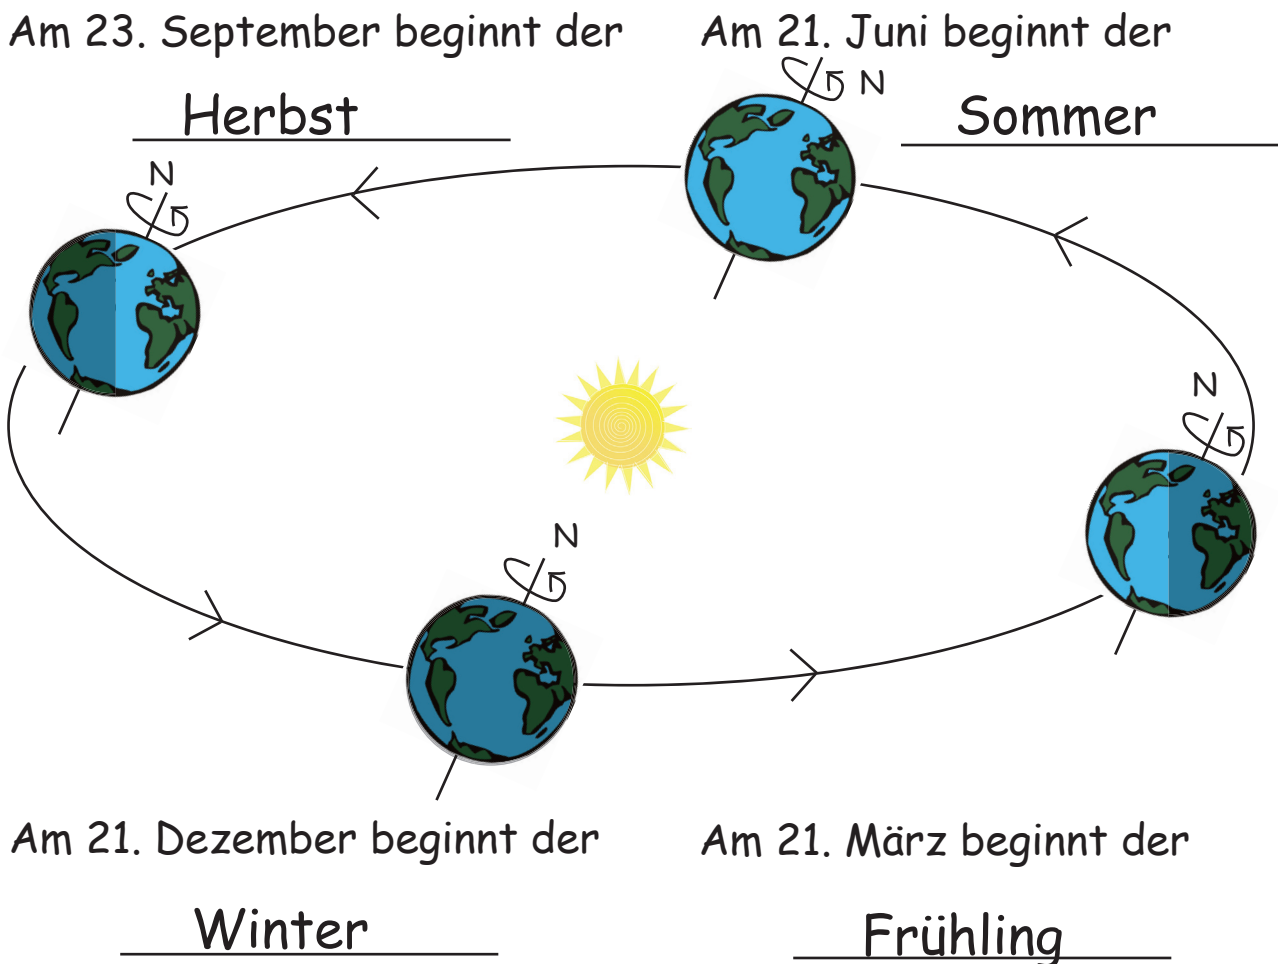 Am 23. September beginnt der
Herbst
Am 21. Juni beginnt der
Sommer
N
N
N
N
Am 21. Dezember beginnt der
Winter
Am 21. März beginnt der
Frühling